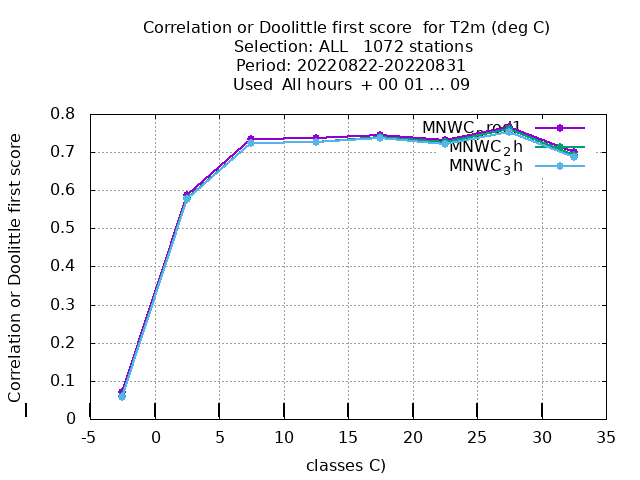 Correlation or Doolittle first score for T2m (deg C)
Selection: ALL 1072 stations
Period: 20220822-20220831
Used All hours + 00 01 ... 09
Correlation or Doolittle first score
0.8
0.7
0.6
0.5
0.4
0.3
0.2
0.1
0
MNWC
MNWC2h
MNWC3h
-5 0 5 10 15 20 25 30 35
classes C)